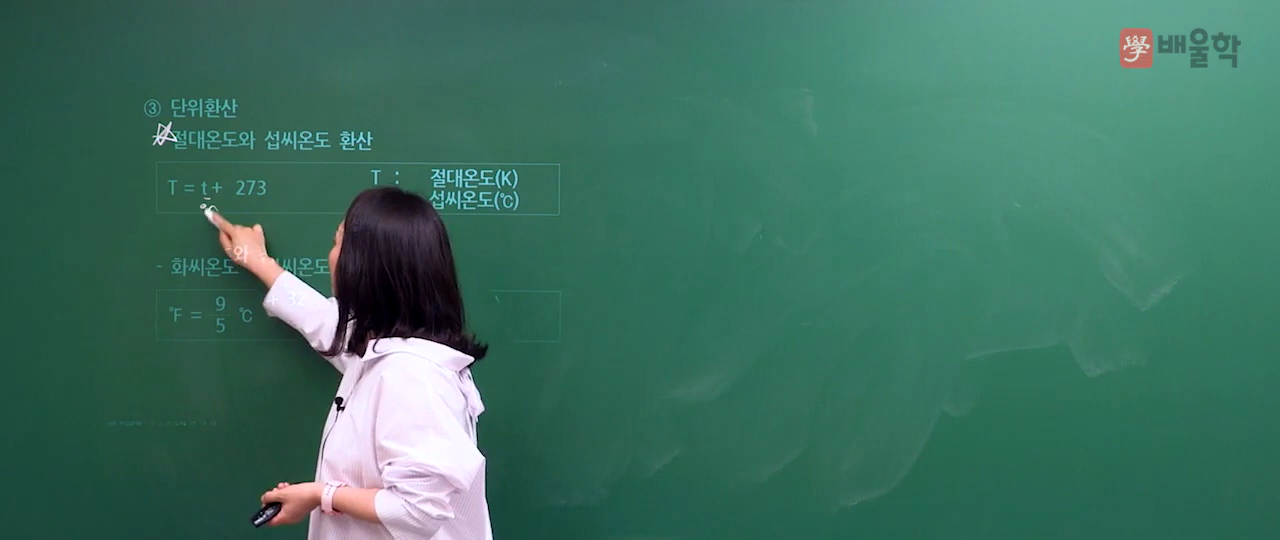 學 배울학
③ 단위환산
절대온도와 섭씨온도 환산
T = t + 273
T : 절대온도(K)
섭씨온도(℃)
- 화씨온도와 씨온도
℉ = 9/5 ℃ + 32